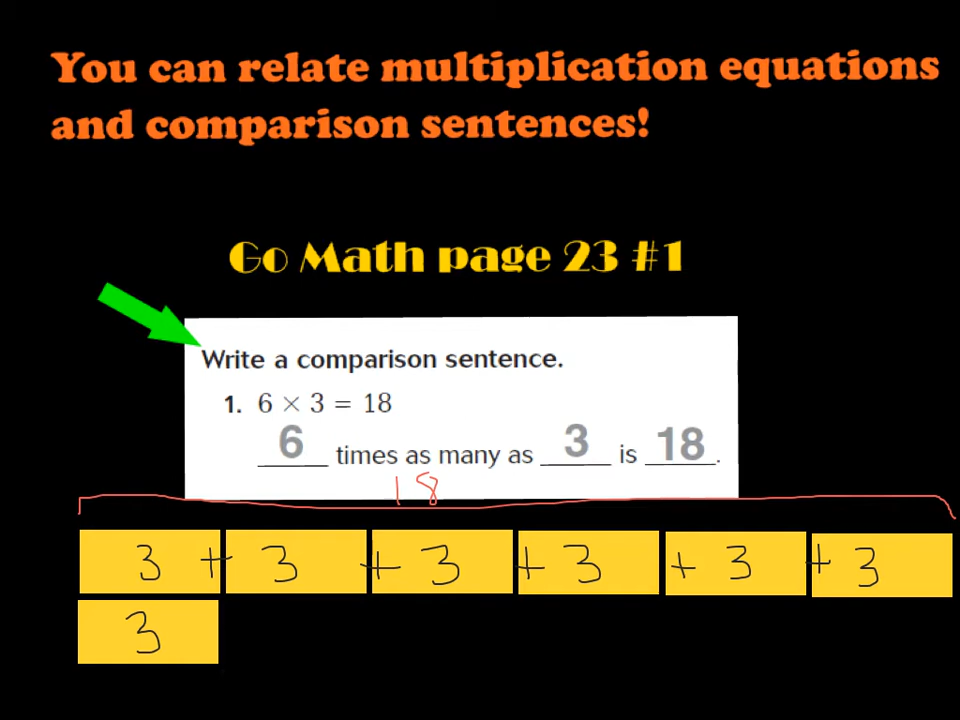 You can relate multiplication equations
and comparison sentences!
Go Math page 23 #1
Write a comparison sentence.
1. 6 × 3 = 18
6 times as many as 3 is 18.
18
3 + 3 + 3 + 3 + 3 + 3
3